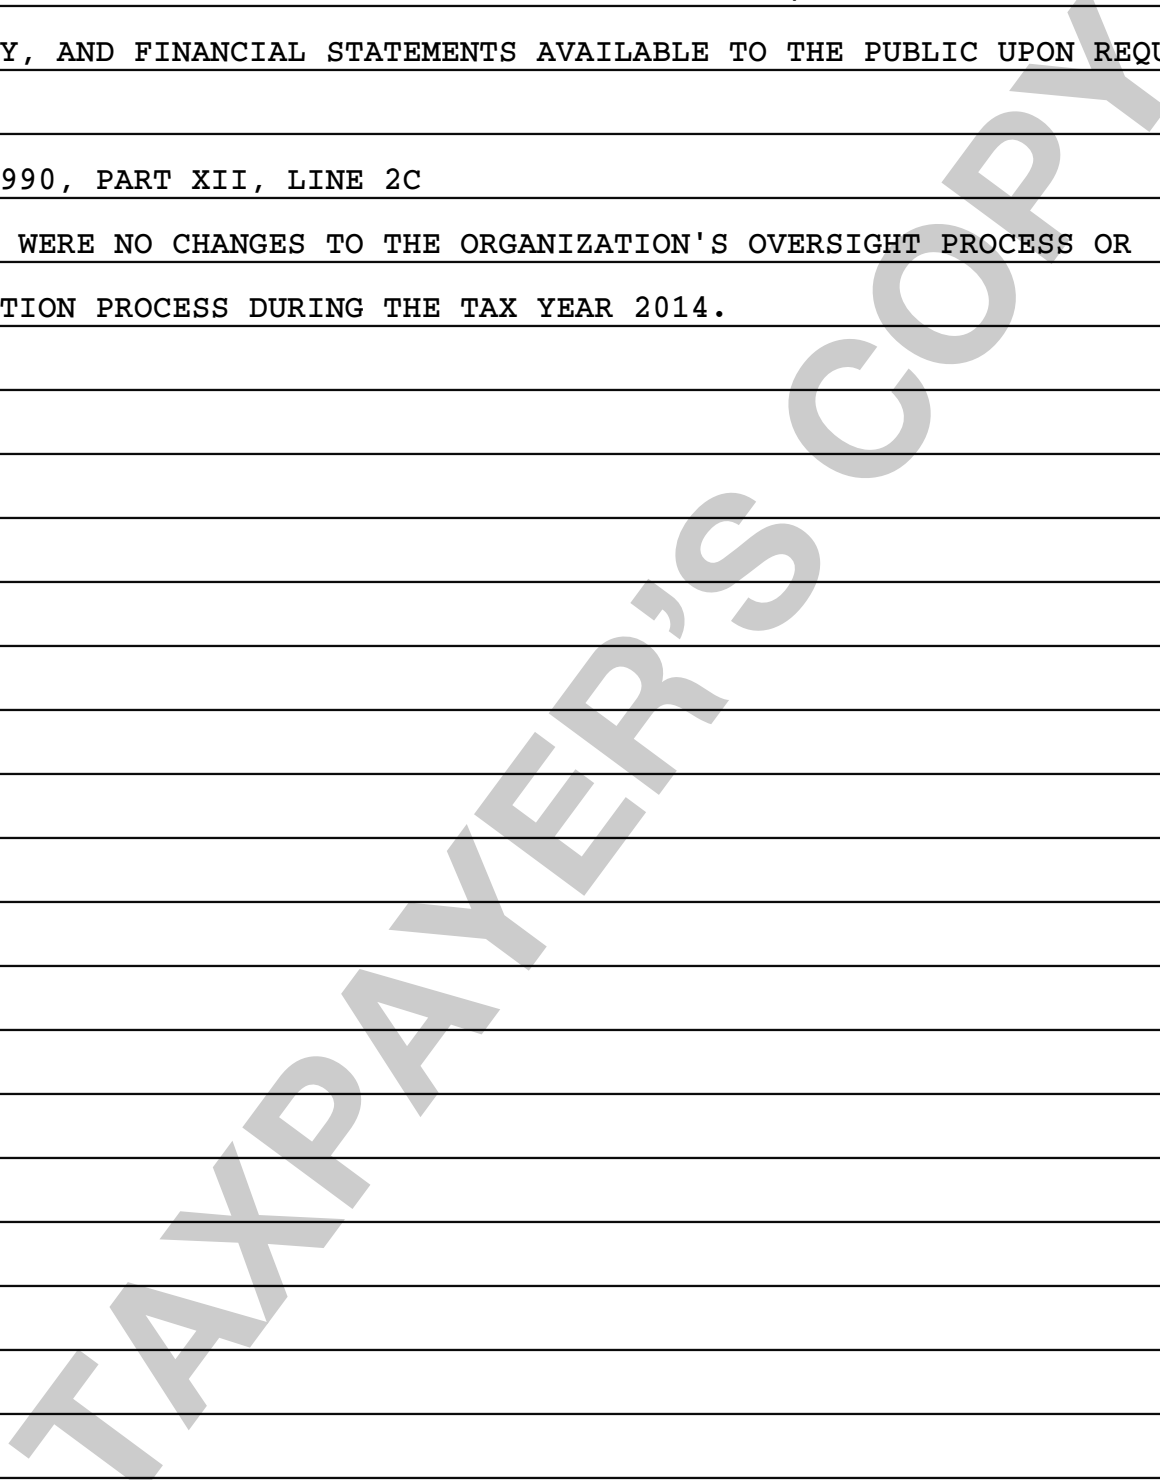 Y, AND FINANCIAL STATEMENTS AVAILABLE TO THE PUBLIC UPON REQU
990, PART XII, LINE 2C
WERE NO CHANGES TO THE ORGANIZATION'S OVERSIGHT PROCESS OR
TION PROCESS DURING THE TAX YEAR 2014.
TAXPAYER’S COPY